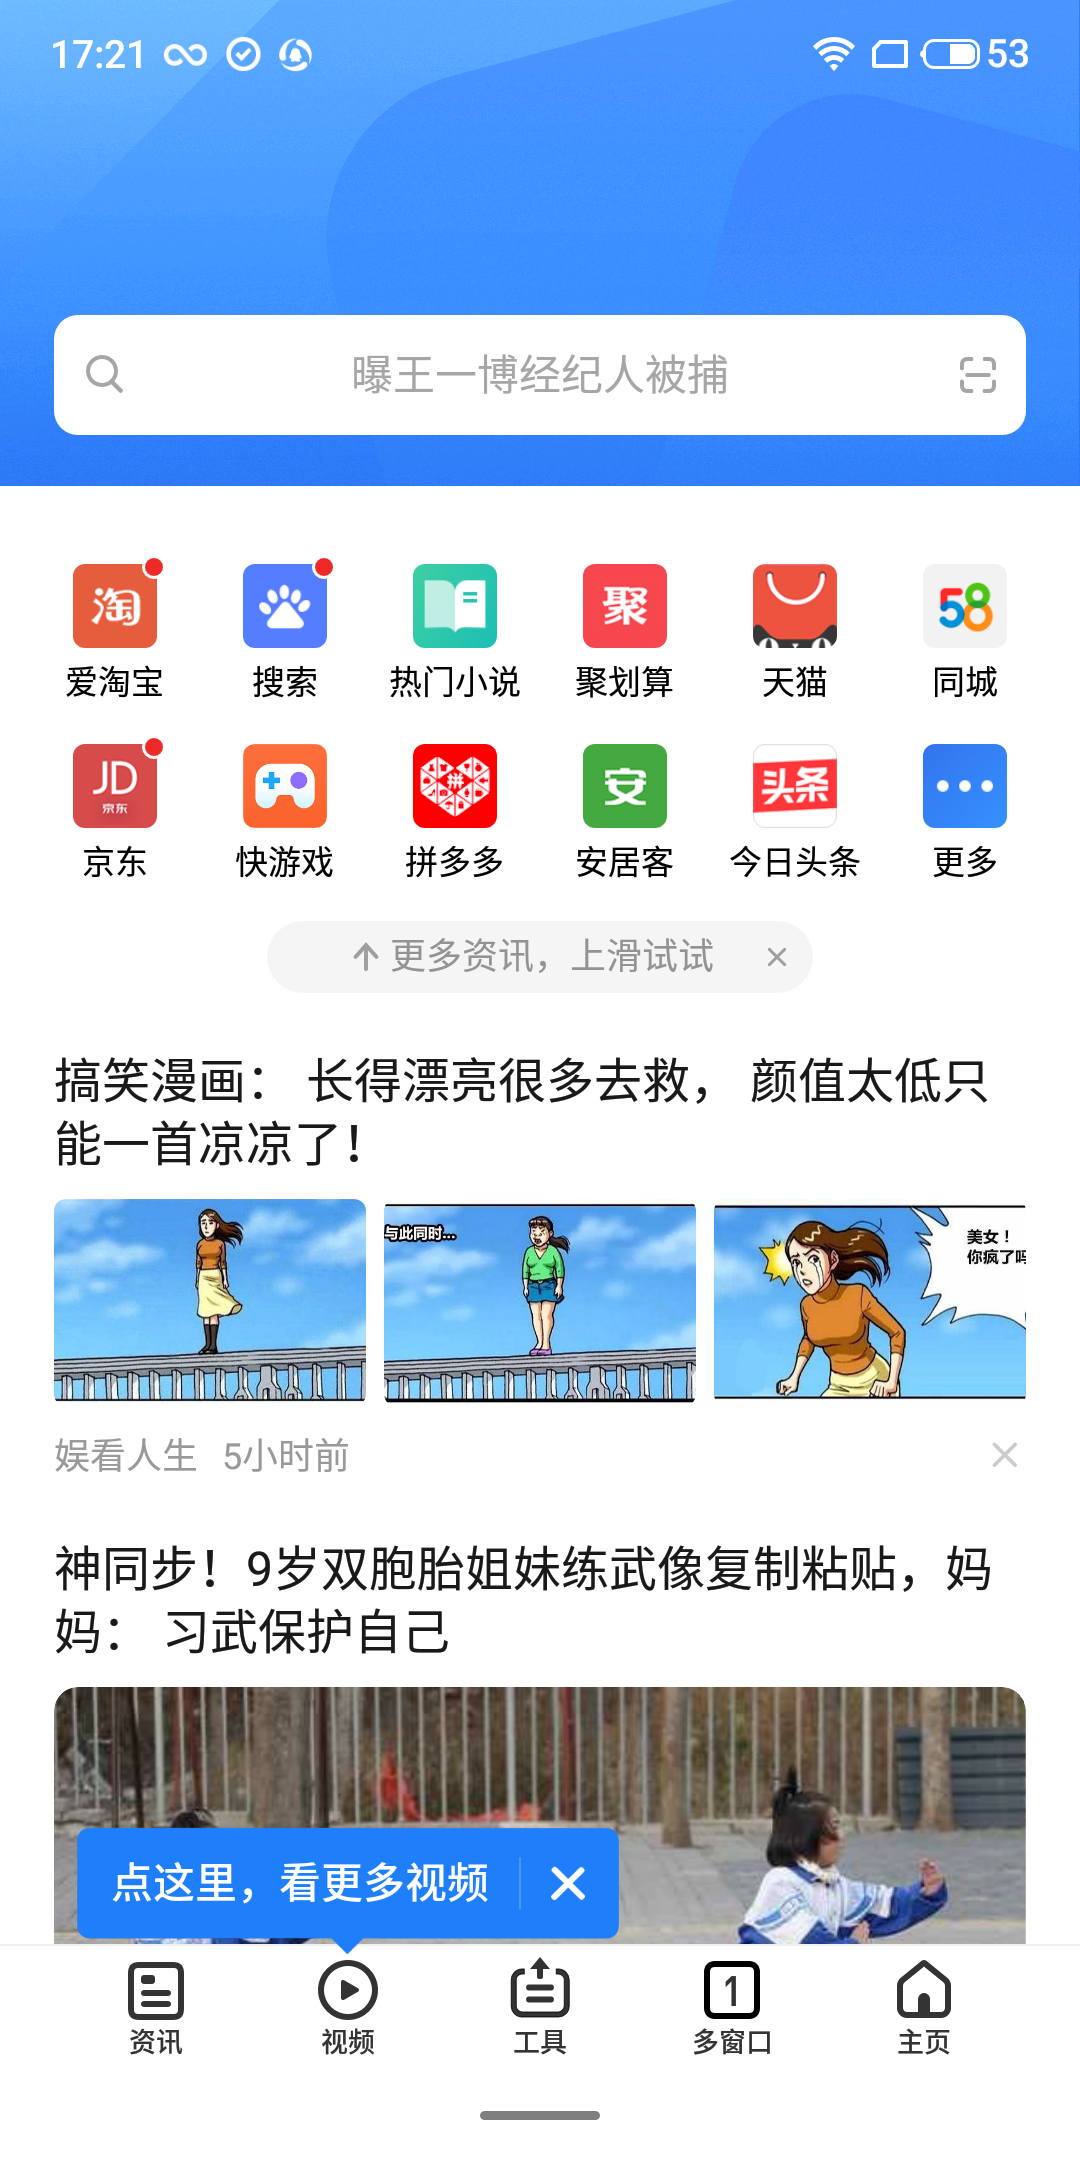 17:21
53
曝王一博经纪人被捕
淘
聚
58
爱淘宝
搜索
热门小说
聚划算
天猫
同城
JD
京东
拼
安
头条
京东
快游戏
拼多多
安居客
今日头条
更多
更多资讯，上滑试试
搞笑漫画： 长得漂亮很多去救， 颜值太低只
能一首凉凉了！
与此同时...
美女！
你疯了吗
娱看人生 5小时前
神同步！9岁双胞胎姐妹练武像复制粘贴，妈
妈： 习武保护自己
点这里，看更多视频
1
资讯
视频
工具
多窗口
主页